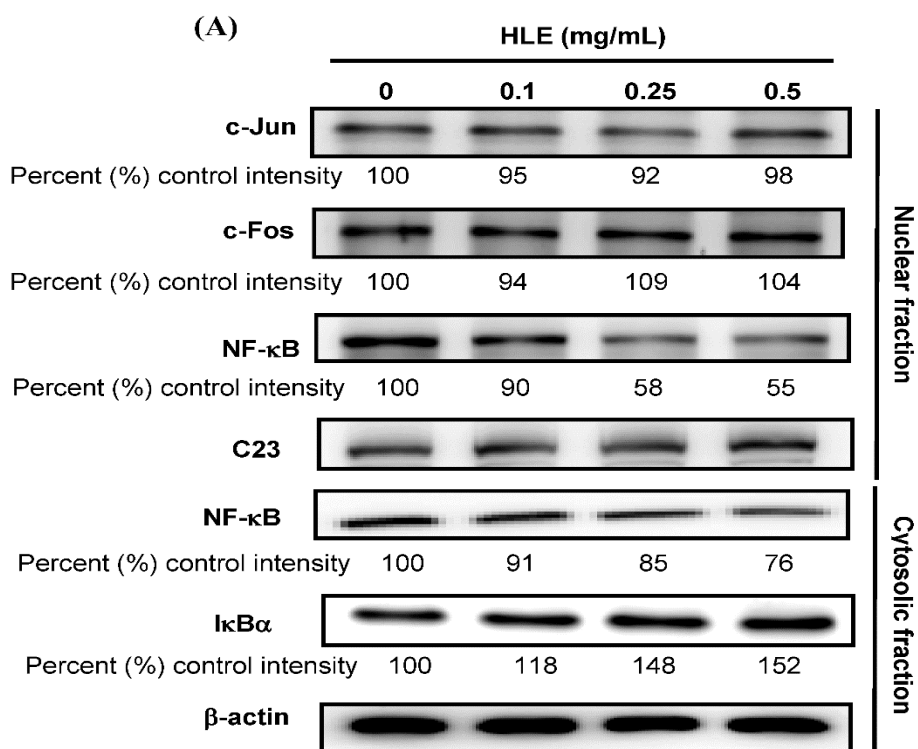 (A)
HLE (mg/mL)
0 0.1 0.25 0.5
c-Jun
Percent (%) control intensity 100 95 92 98
c-Fos
Percent (%) control intensity 100 94 109 104
NF-κB
Percent (%) control intensity 100 90 58 55
C23
Nuclear fraction
NF-κB
Percent (%) control intensity 100 91 85 76
IκBα
Percent (%) control intensity 100 118 148 152
β-actin
Cytosolic fraction